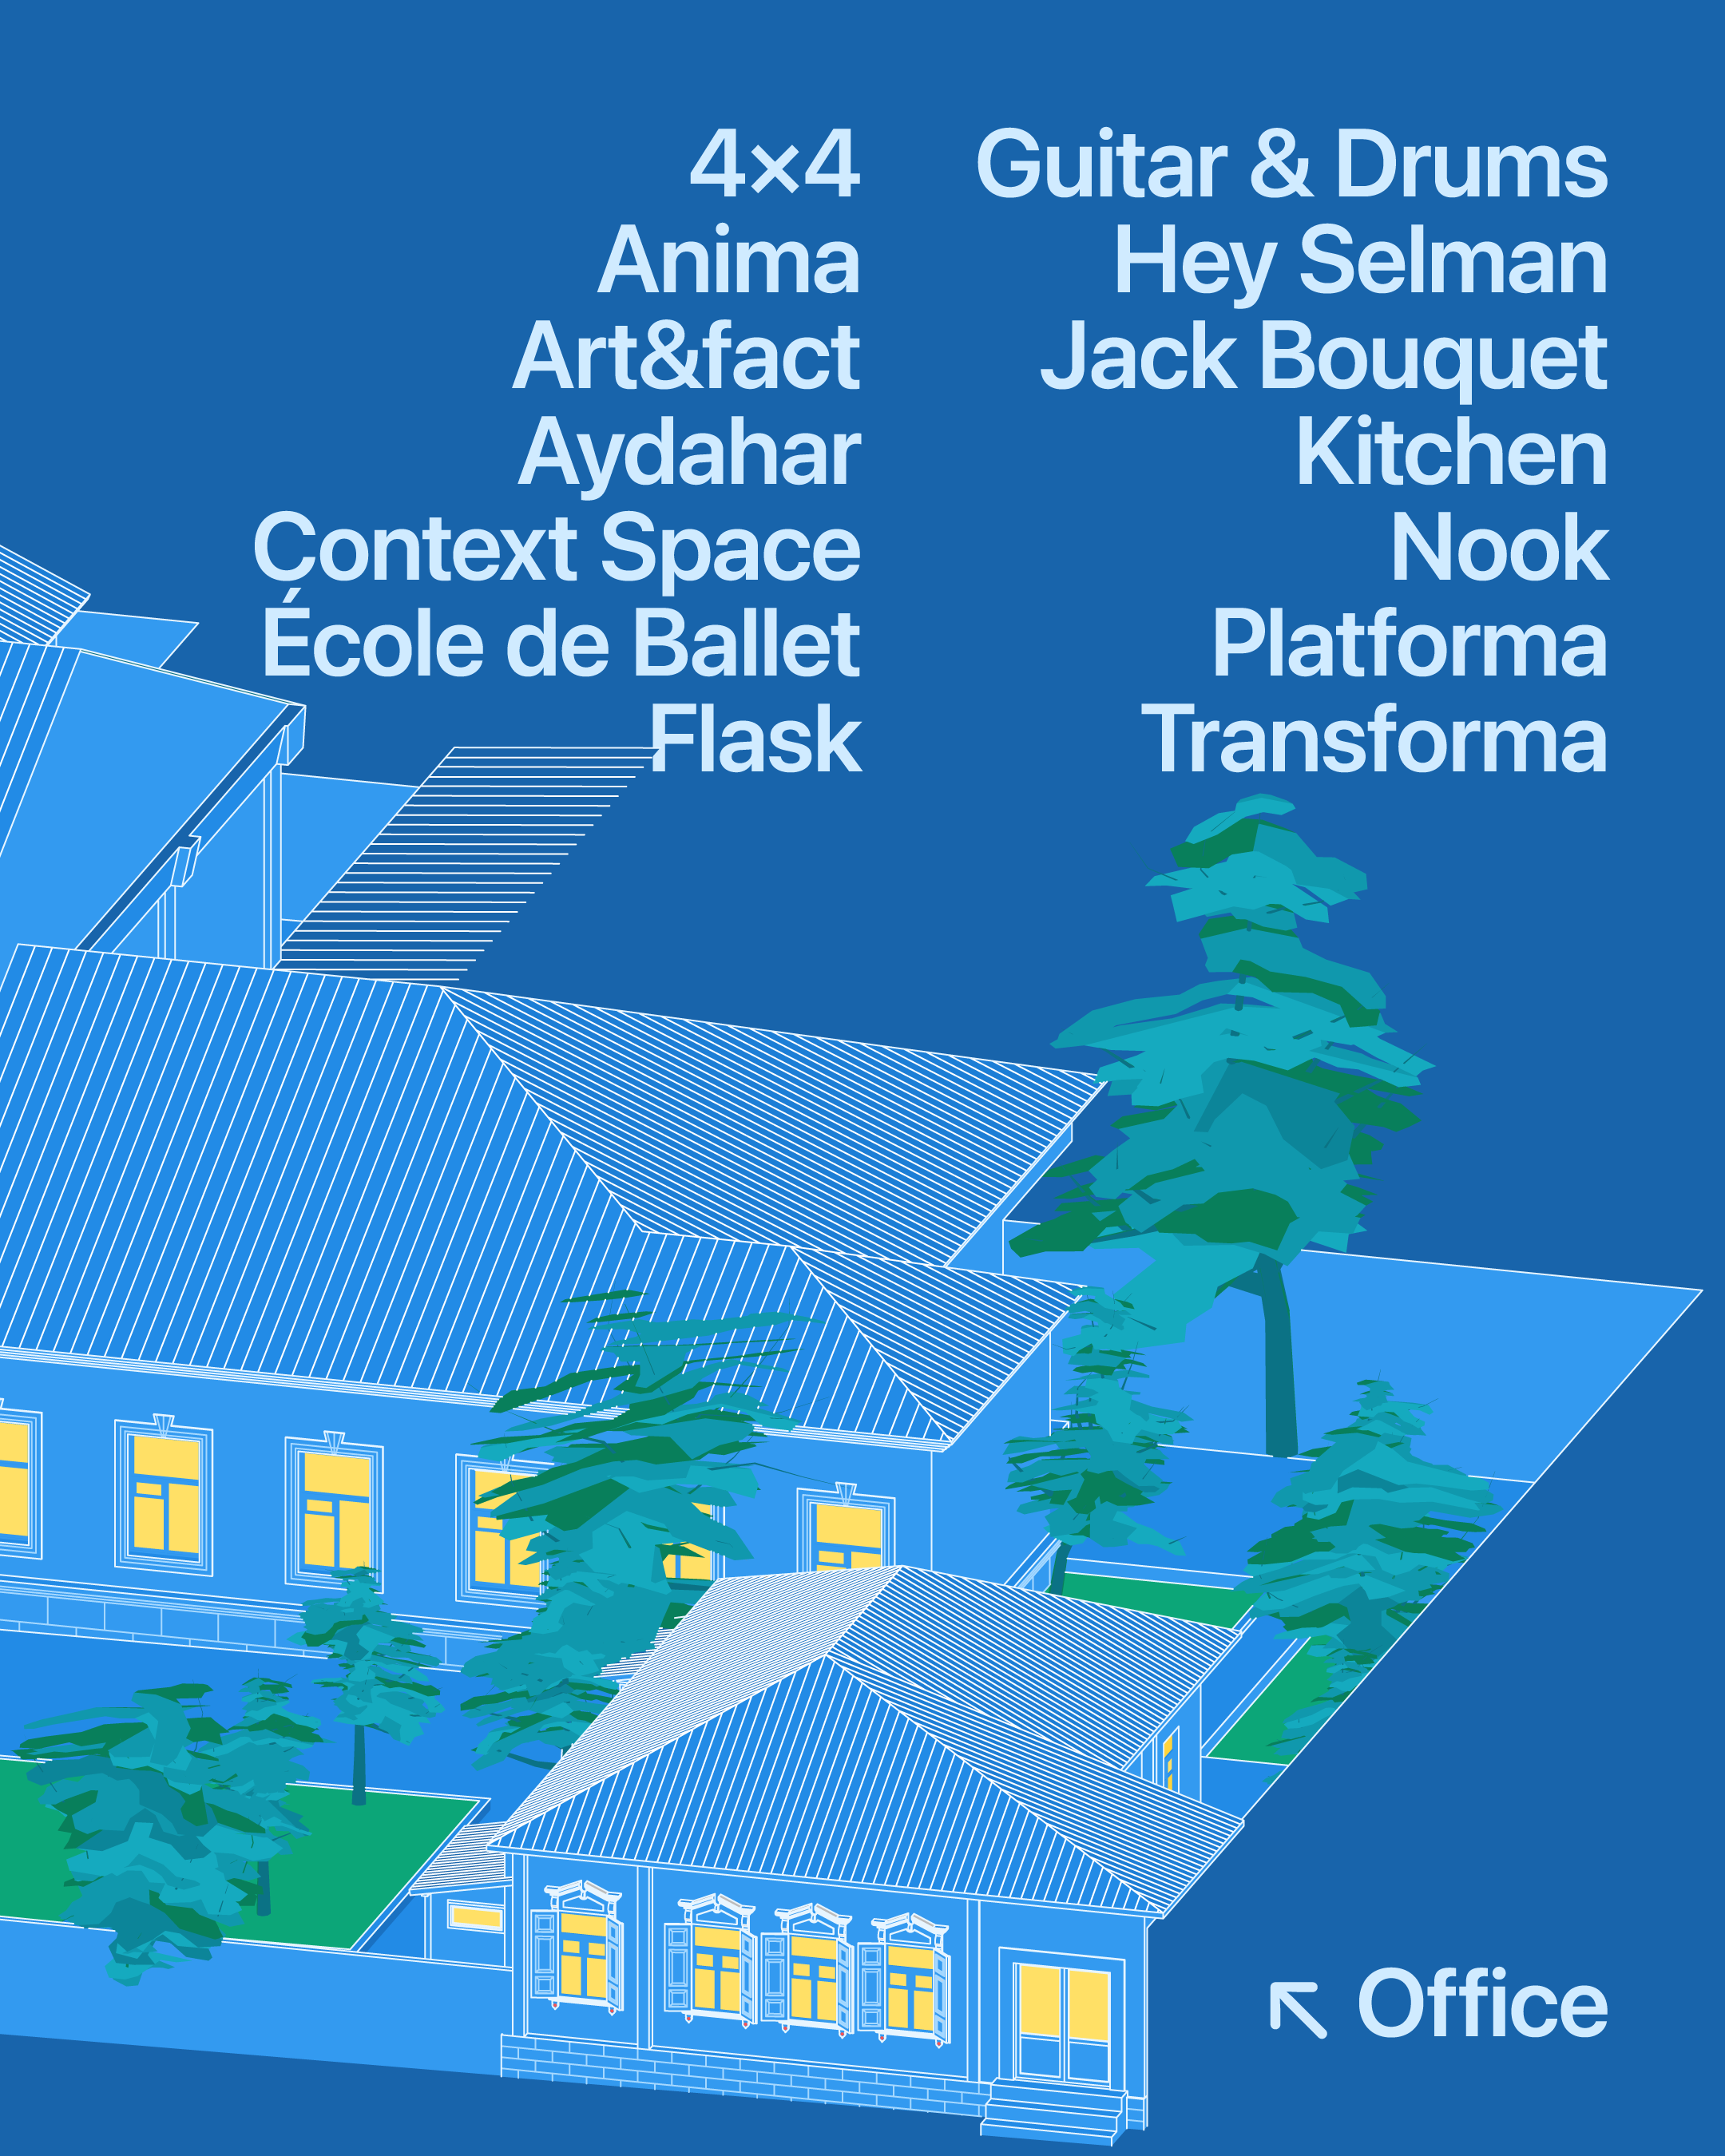 4×4
Anima
Art&fact
Aydahar
Context Space
École de Ballet
Flask
Guitar & Drums
Hey Selman
Jack Bouquet
Kitchen
Nook
Platforma
Transforma
↖ Office